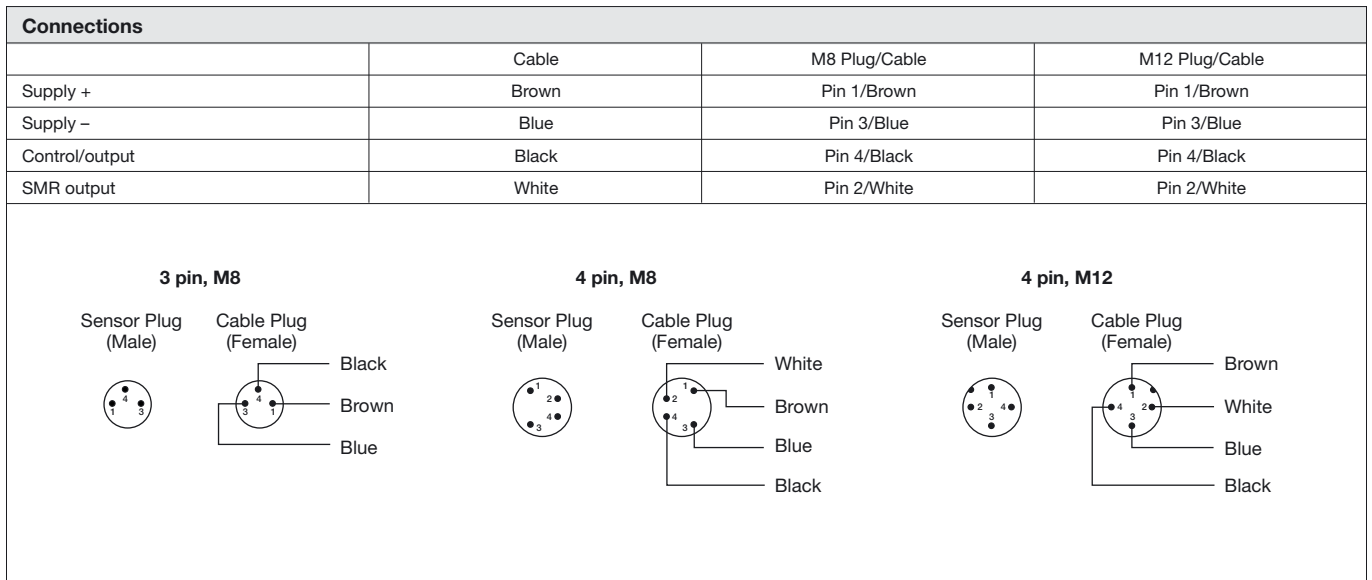 Connections
Cable M8 Plug/Cable M12 Plug/Cable
Supply + Brown Pin 1/Brown Pin 1/Brown
Supply – Blue Pin 3/Blue Pin 3/Blue
Control/output Black Pin 4/Black Pin 4/Black
SMR output White Pin 2/White Pin 2/White
3 pin, M8
Sensor Plug
(Male)
Cable Plug
(Female)
1 4 3
4
3 1
Black
Brown
Blue
4 pin, M8
Sensor Plug
(Male)
Cable Plug
(Female)
1
2
4
3
1
2
4
3
White
Brown
Blue
Black
4 pin, M12
Sensor Plug
(Male)
Cable Plug
(Female)
1
2 4
3
1
4 2
3
Brown
White
Blue
Black